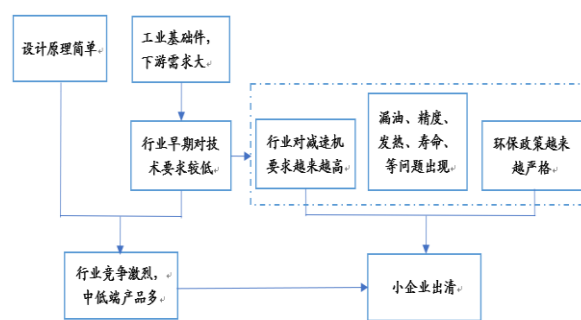 设计原理简单
工业基础件，
下游需求大
行业早期对技
术要求较低
行业对减速机
要求越来越高
漏油、精度、
发热、寿命、
等问题出现
环保政策越来
越严格
行业竞争激烈，
中低端产品多
小企业出清